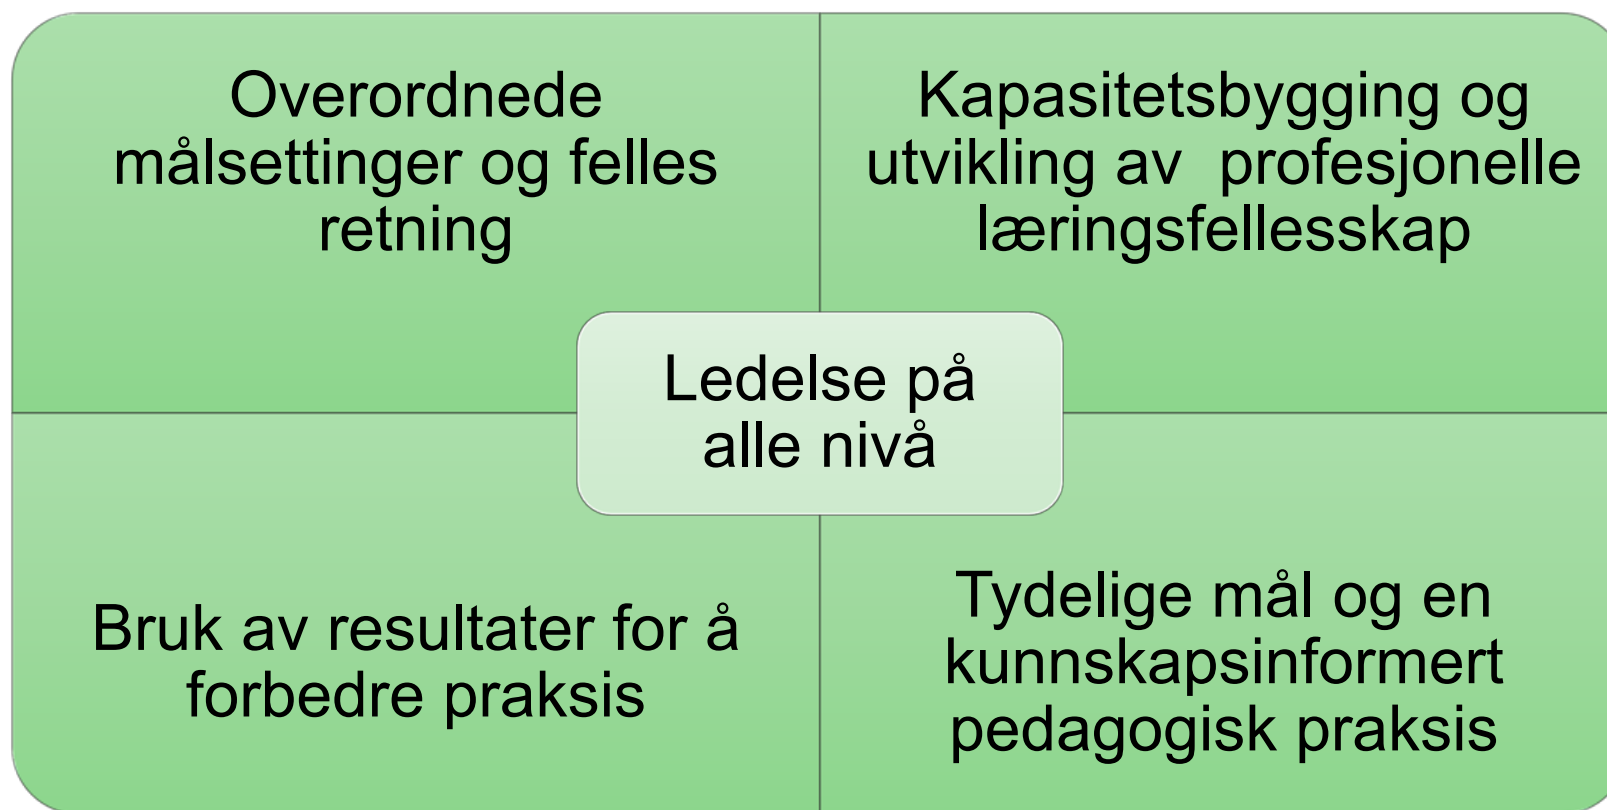 Overordnede
målsettinger og felles
retning
Kapasitetsbygging og
utvikling av  profesjonelle
læringsfellesskap
Ledelse på
alle nivå
Bruk av resultater for å
forbedre praksis
Tydelige mål og en
kunnskapsinformert
pedagogisk praksis